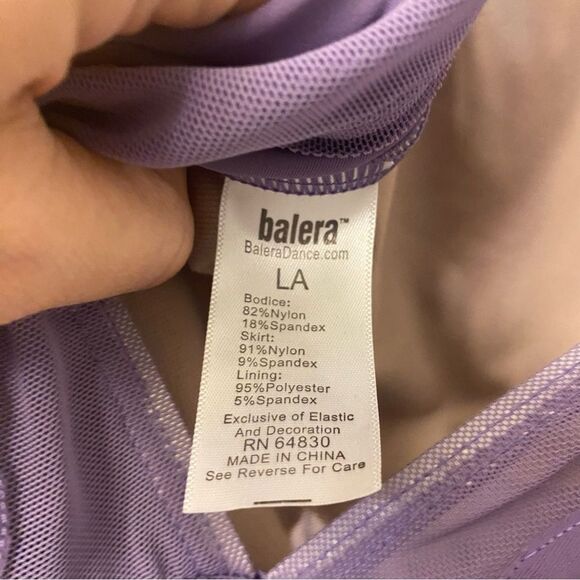 balera™
BaleraDance.com
LA
Bodice:
82%Nylon
18%Spandex
Skirt:
91%Nylon
9%Spandex
Lining:
95%Polyester
5%Spandex
Exclusive of Elastic
And Decoration
RN 64830
MADE IN CHINA
See Reverse For Care